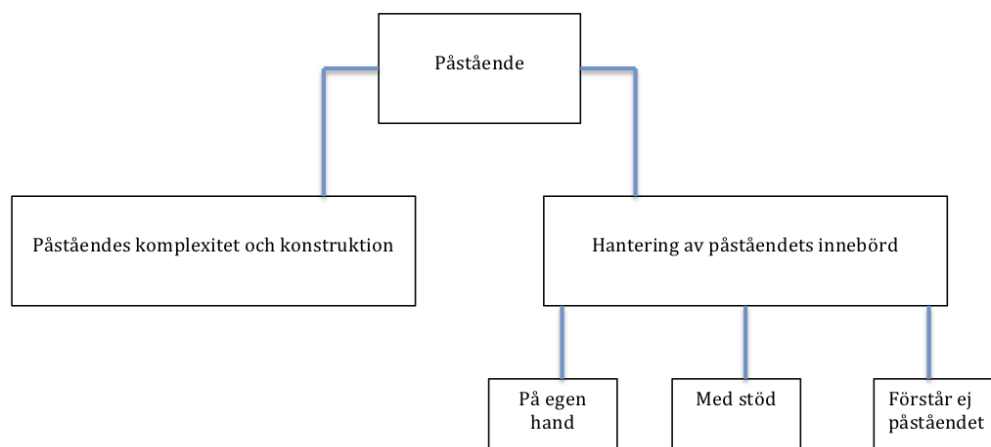 Påstående
Påståendes komplexitet och konstruktion
Hantering av påståendets innebörd
På egen
hand
Med stöd
Förstår ej
påståendet